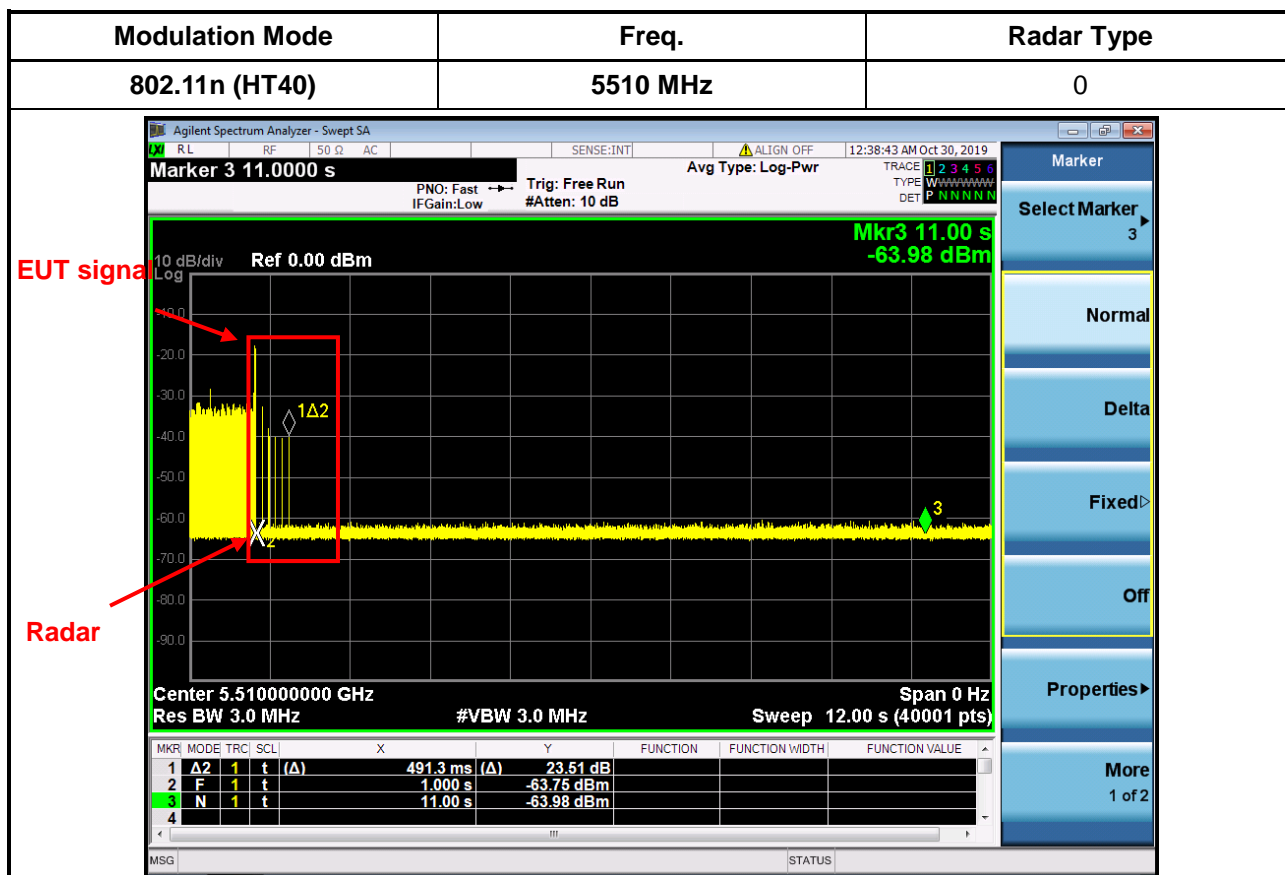 Modulation Mode Freq. Radar Type
802.11n (HT40) 5510 MHz 0
Agilent Spectrum Analyzer - Swept SA
LXI RL RF 50 Ω AC SENSE:INT ALIGN OFF 12:38:43 AM Oct 30, 2019
Marker 3 11.0000 s
PNO: Fast
IFGain:Low
Trig: Free Run
#Atten: 10 dB
Avg Type: Log-Pwr
TRACE 1 2 3 4 5 6
TYPE WWWWWW
DET P N N N N N
Mkr3 11.00 s
-63.98 dBm
10 dB/div Ref 0.00 dBm
Log
EUT signal
-10.0
-20.0
-30.0
-40.0
-50.0
-60.0
-70.0
-80.0
-90.0
1Δ2
X2
3
Radar
Center 5.510000000 GHz Span 0 Hz
Res BW 3.0 MHz #VBW 3.0 MHz Sweep 12.00 s (40001 pts)
MKR MODE TRC SCL X Y FUNCTION FUNCTION WIDTH FUNCTION VALUE
1 Δ2 1 t (Δ) 491.3 ms (Δ) 23.51 dB
2 F 1 t 1.000 s -63.75 dBm
3 N 1 t 11.00 s -63.98 dBm
4
MSG STATUS
Marker
Select Marker
3
Normal
Delta
Fixed
Off
Properties
More
1 of 2